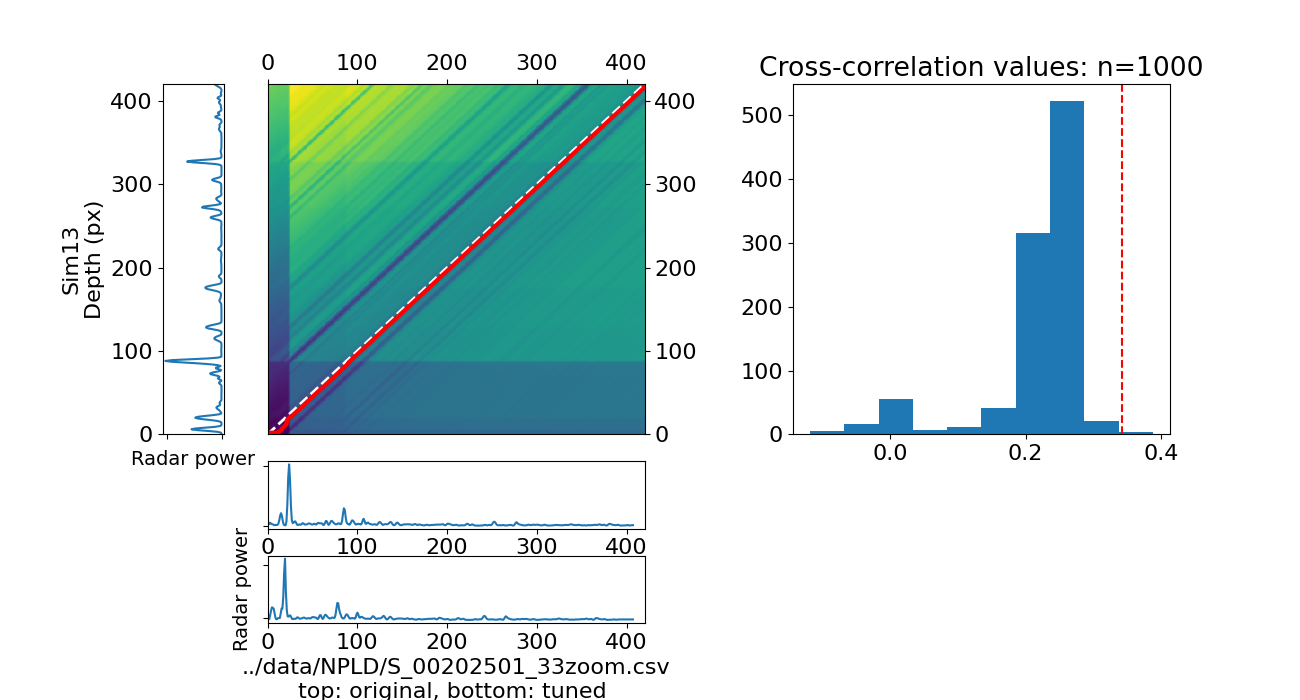 0 100 200 300 400
Cross-correlation values: n=1000
400
300
200
100
0
Sim13
Depth (px)
Radar power
400
300
200
100
0
500
400
300
200
100
0
0.0 0.2 0.4
0 100 200 300 400
Radar power
0 100 200 300 400
../data/NPLD/S_00202501_33zoom.csv
top: original, bottom: tuned